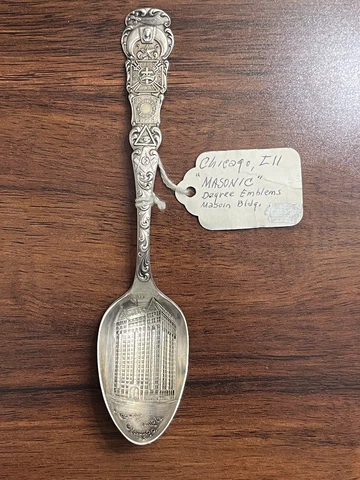 Chicago, Ill
"MASONIC"
Degree Emblems
Mason Bldg.